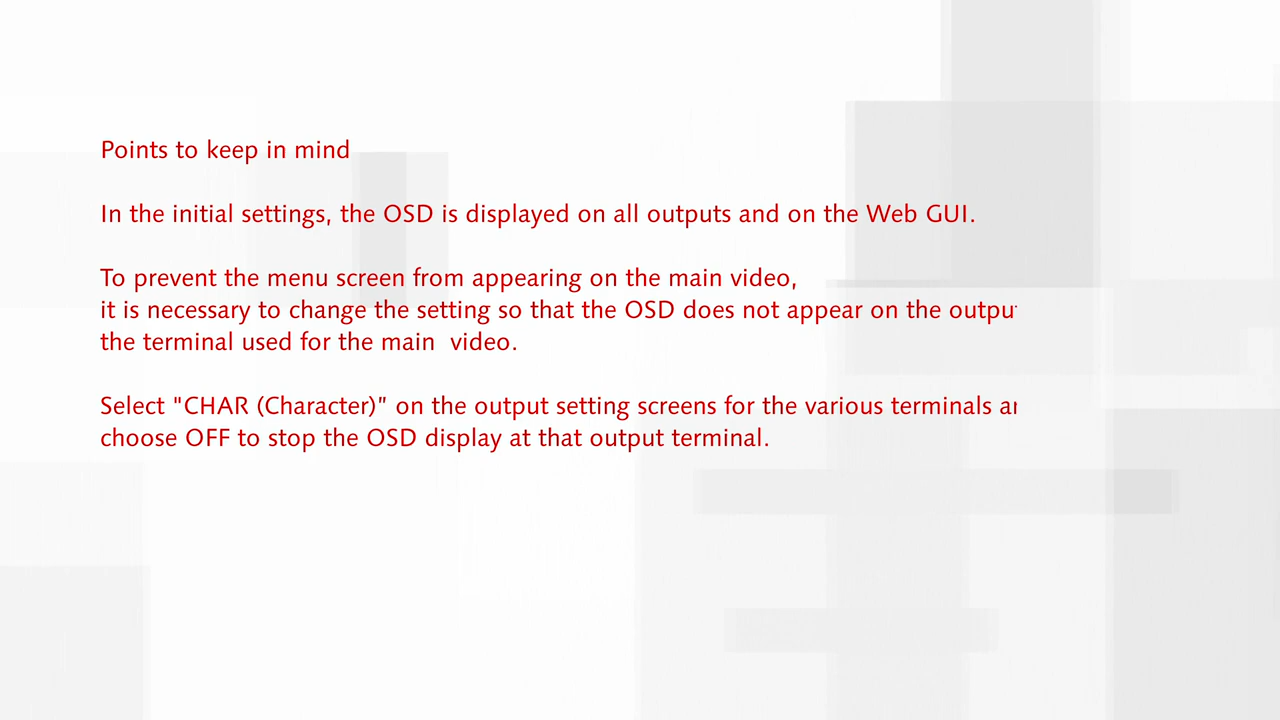 Points to keep in mind
In the initial settings, the OSD is displayed on all outputs and on the Web GUI.
To prevent the menu screen from appearing on the main video,
it is necessary to change the setting so that the OSD does not appear on the
the terminal used for the main  video.
Select "CHAR (Character)” on the output setting screens for the various terminals
choose OFF to stop the OSD display at that output terminal.